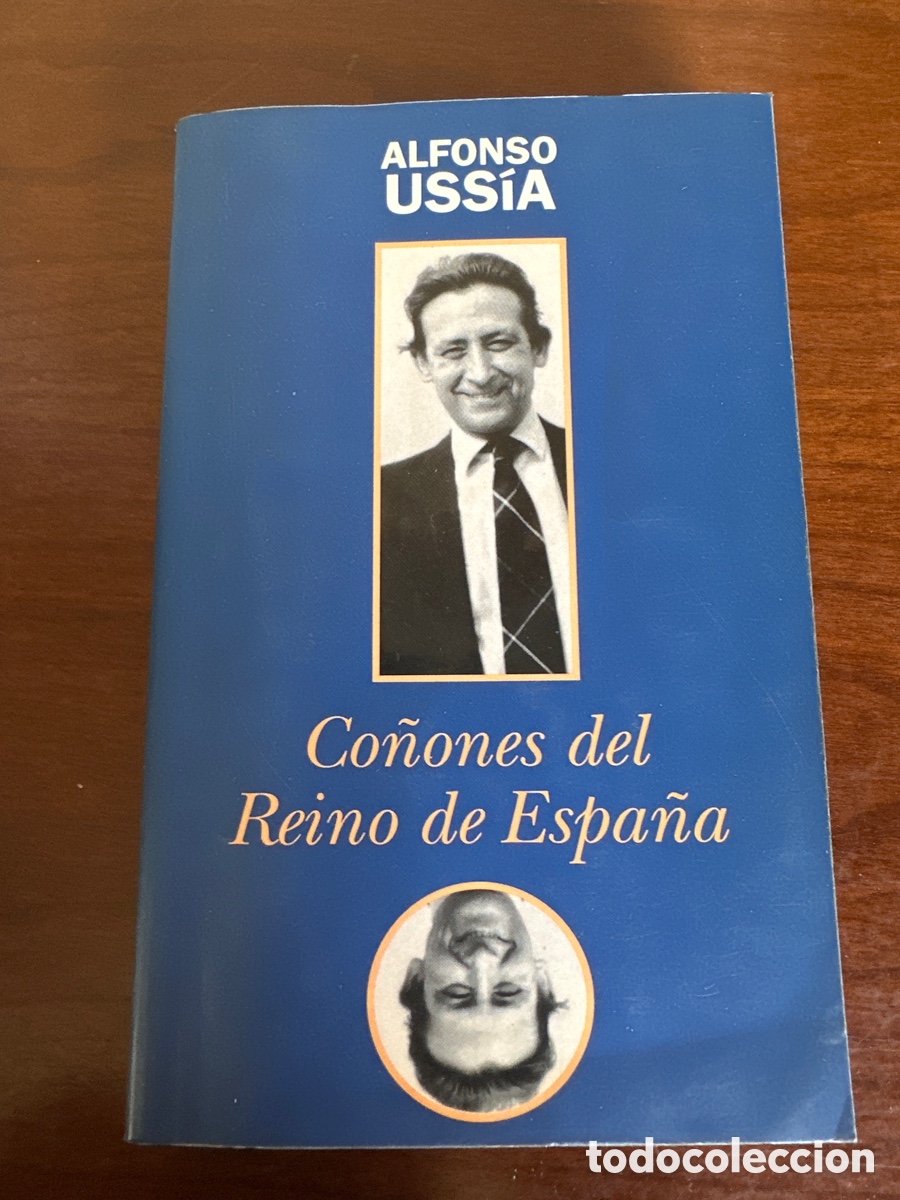 ALFONSO
USSíA
Coñones del
Reino de España
todocoleccion